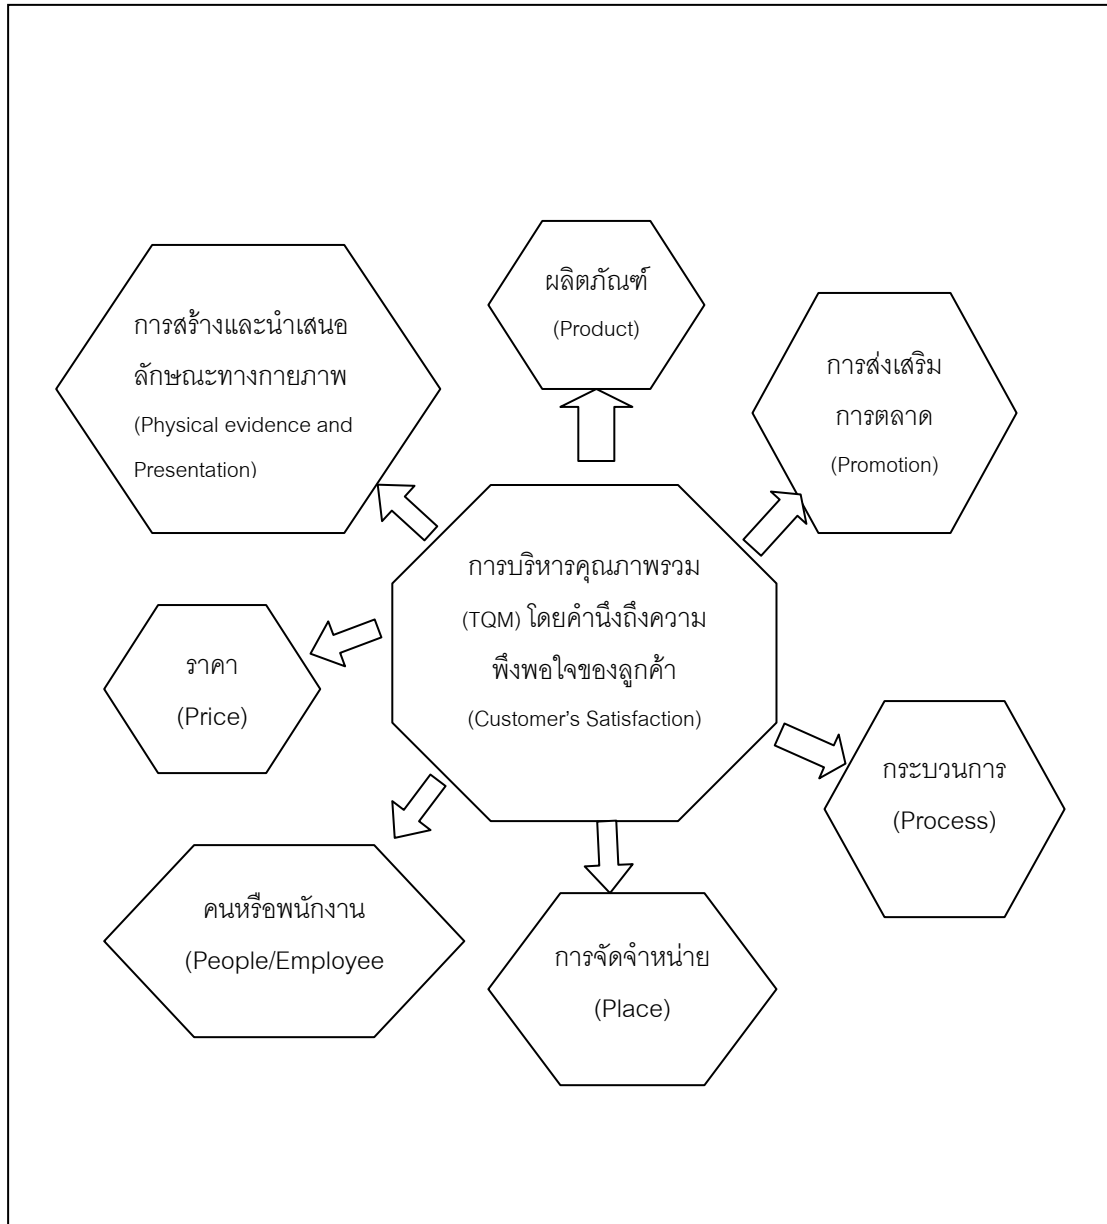 ผลิตภัณฑ์
(Product)
การสร้างและนำเสนอ
ลักษณะทางกายภาพ
(Physical evidence and
Presentation)
การส่งเสริม
การตลาด
(Promotion)
การบริหารคุณภาพรวม
(TQM) โดยคำนึงถึงความ
พึงพอใจของลูกค้า
(Customer's Satisfaction)
ราคา
(Price)
กระบวนการ
(Process)
คนหรือพนักงาน
(People/Employee
การจัดจำหน่าย
(Place)